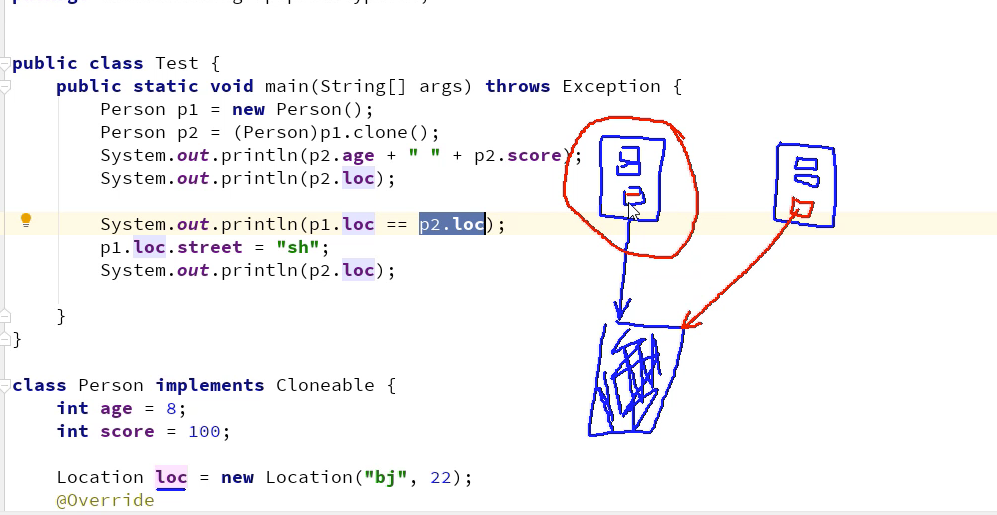 public class Test {
    public static void main(String[] args) throws Exception {
        Person p1 = new Person();
        Person p2 = (Person)p1.clone();
        System.out.println(p2.age + " " + p2.score);
        System.out.println(p2.loc);
        System.out.println(p1.loc == p2.loc);
        p1.loc.street = "sh";
        System.out.println(p2.loc);
    }
}
class Person implements Cloneable {
    int age = 8;
    int score = 100;
    Location loc = new Location("bj", 22);
    @Override